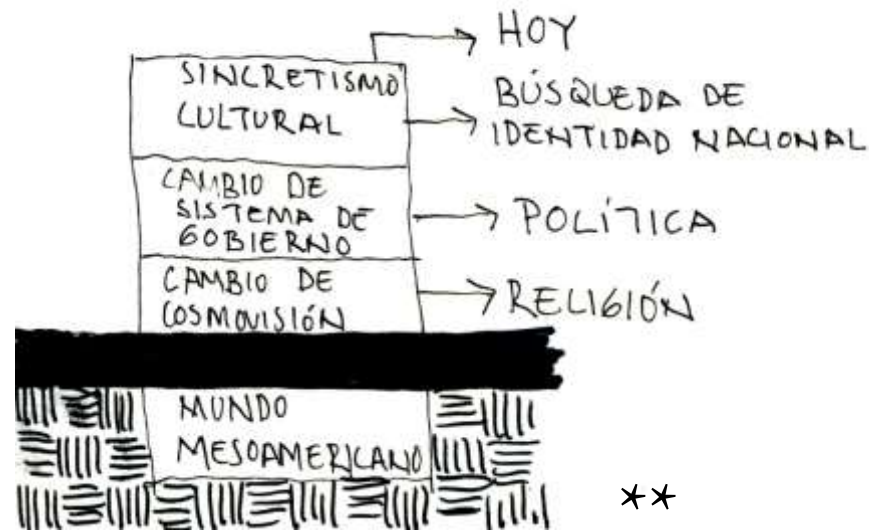 HOY
SINCRETISMO
CULTURAL
BÚSQUEDA DE
IDENTIDAD NACIONAL
CAMBIO DE
SISTEMA DE
GOBIERNO
POLÍTICA
CAMBIO DE
COSMOVISIÓN
RELIGIÓN
MUNDO
MESOAMERICANO
**